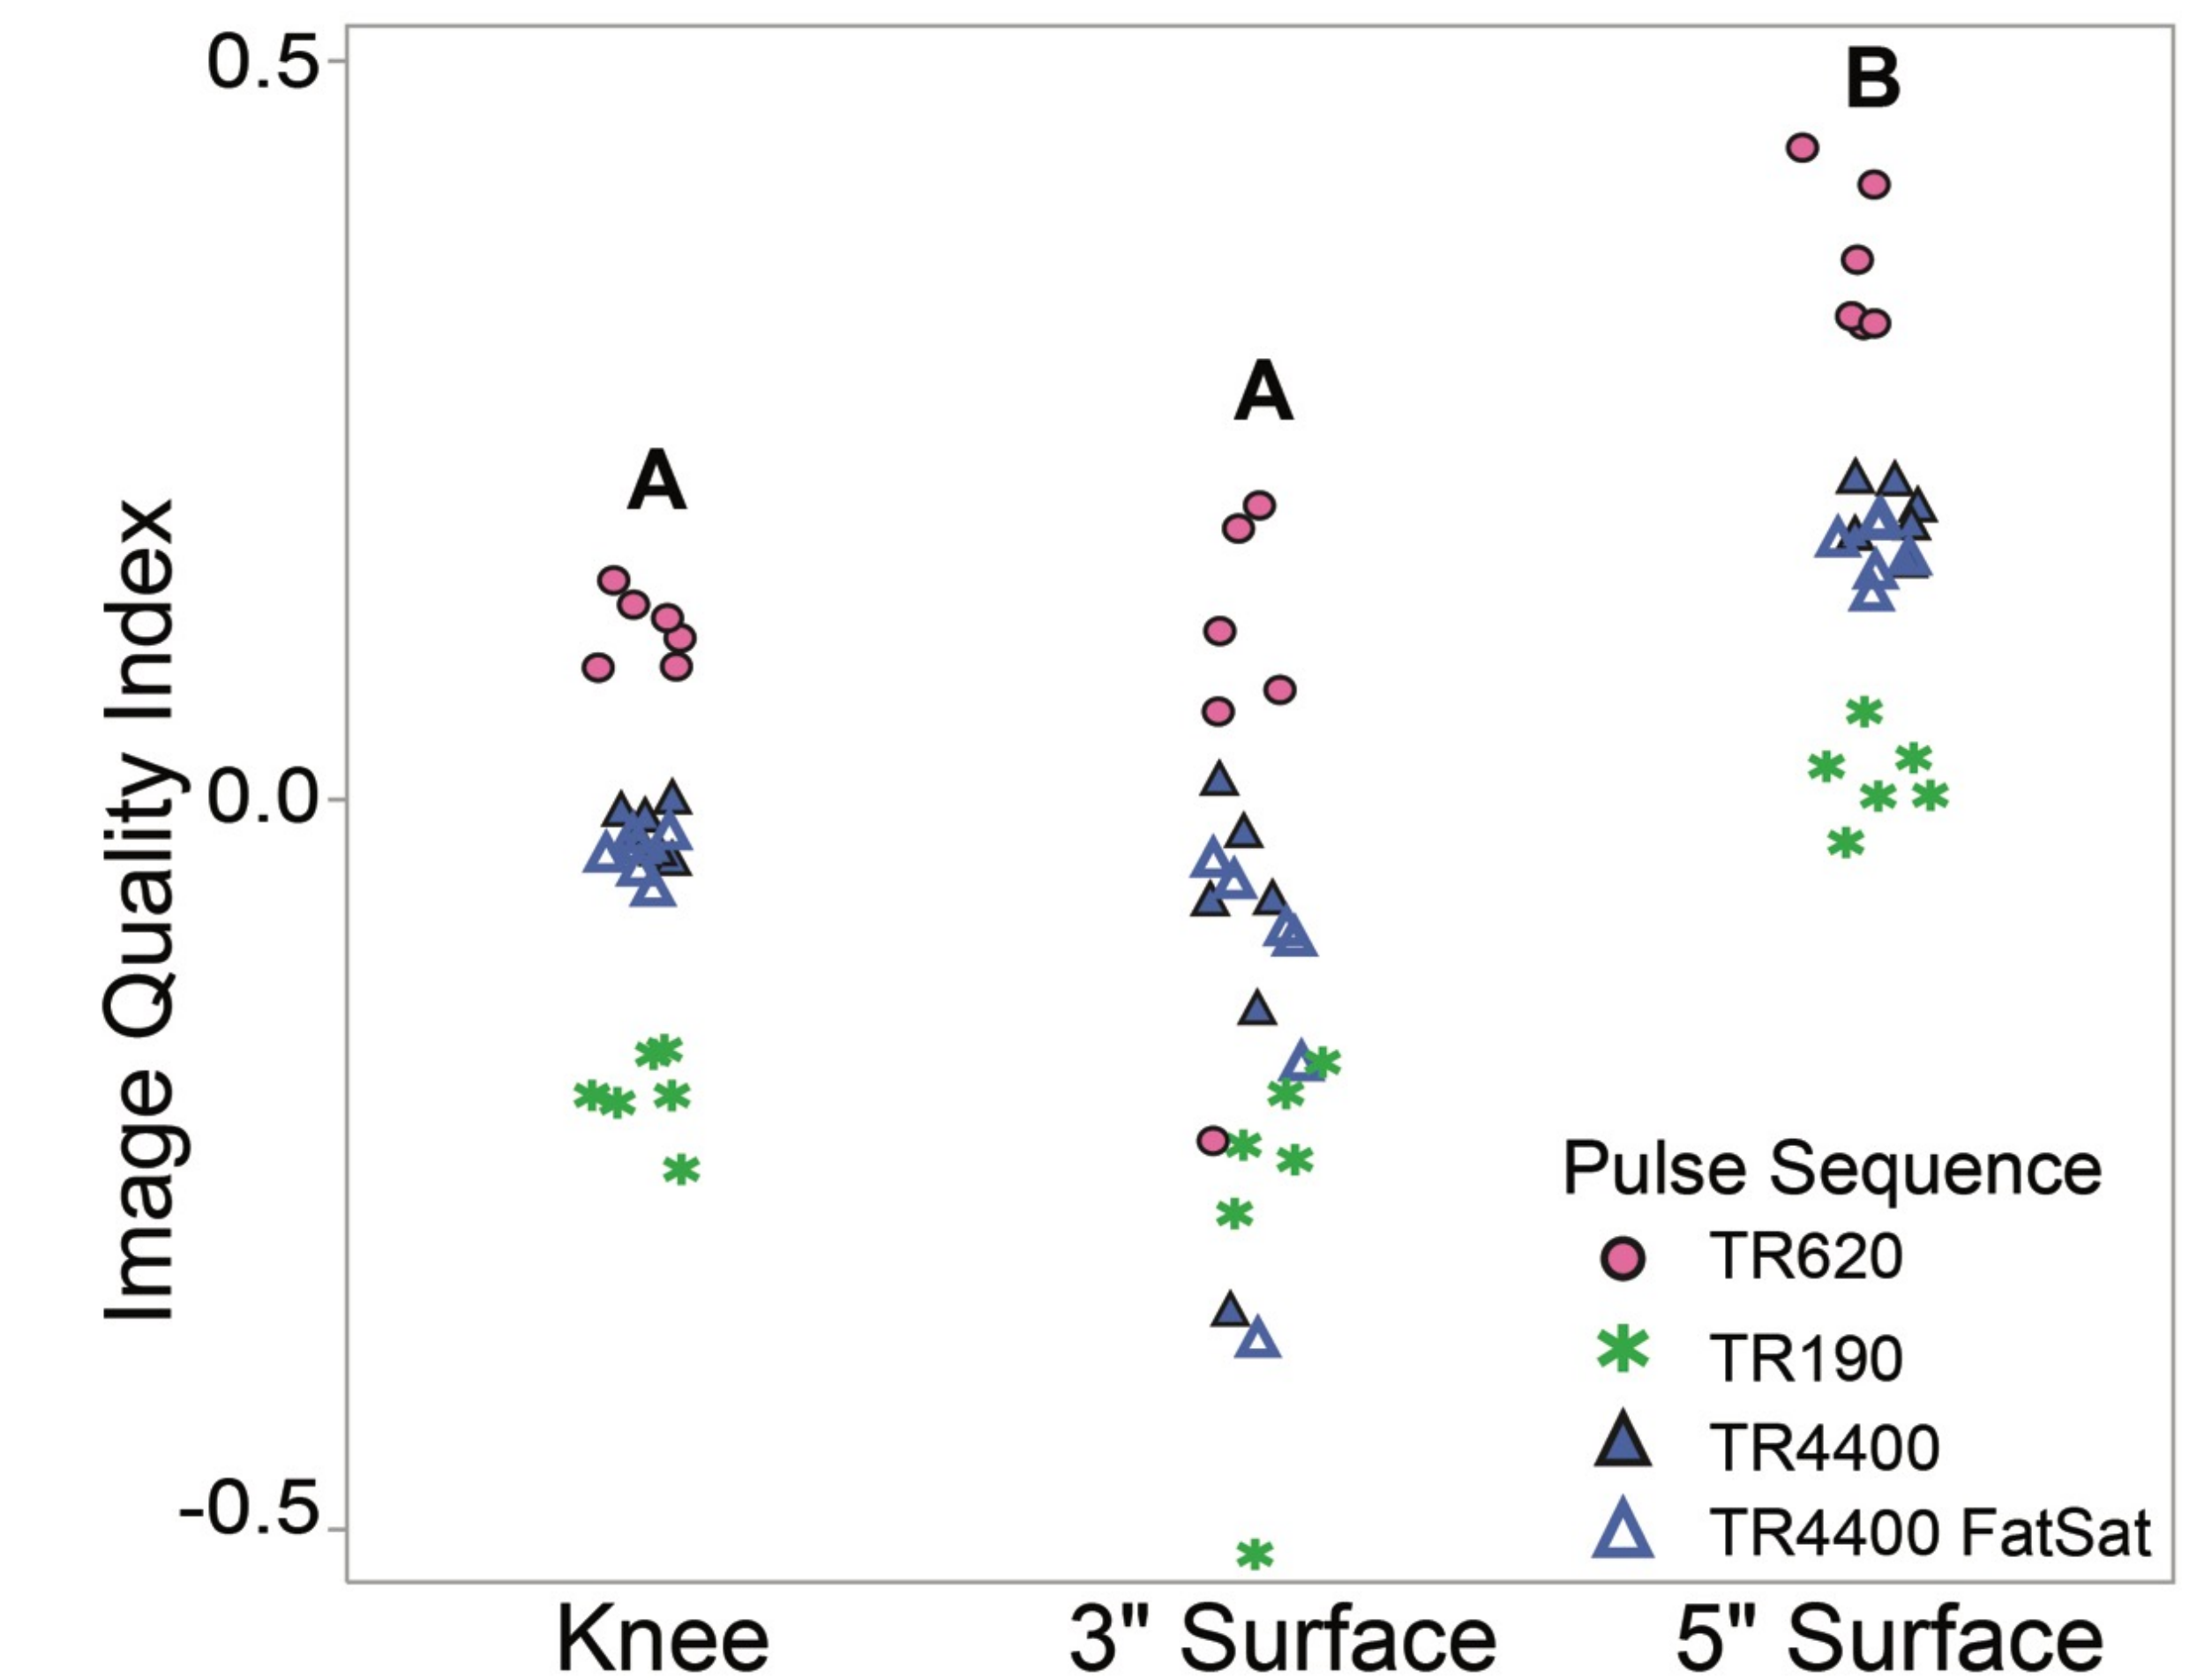 Image Quality Index
0.5
0.0
-0.5
A
A
B
Pulse Sequence
TR620
TR190
TR4400
TR4400 FatSat
Knee
3" Surface
5" Surface